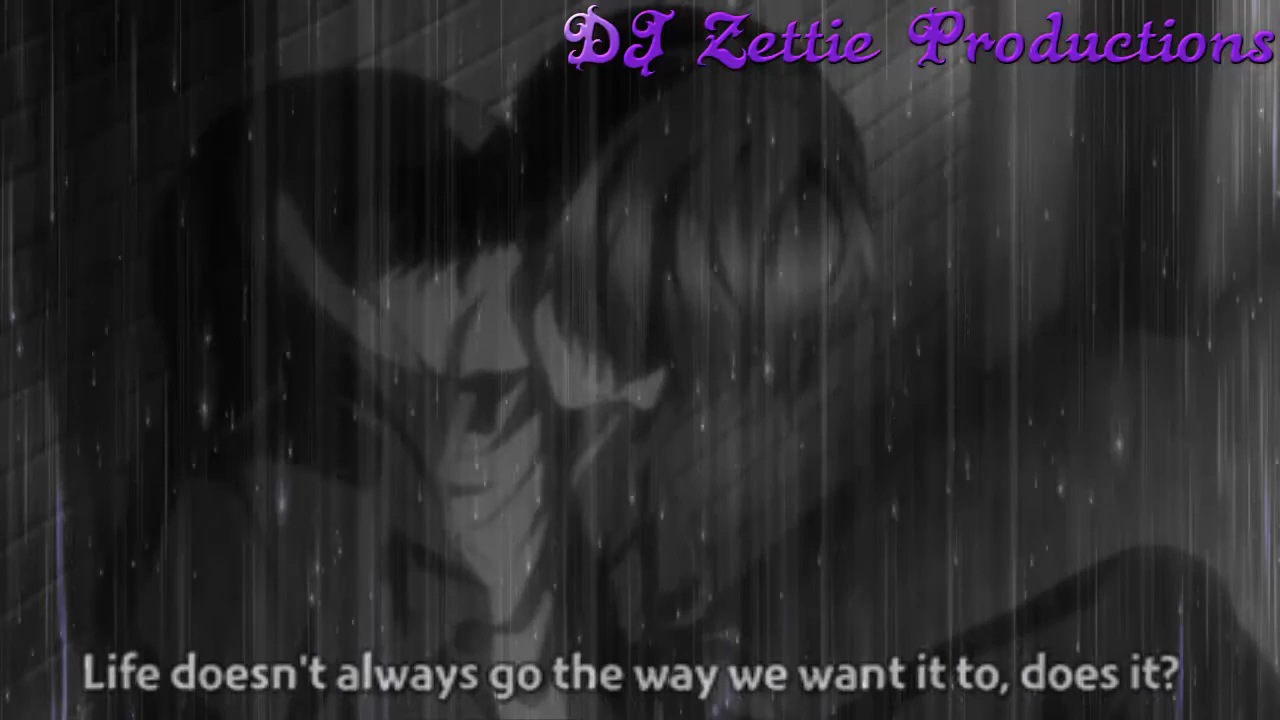 DJ Zettie Productions
Life doesn't always go the way we want it to, does it?